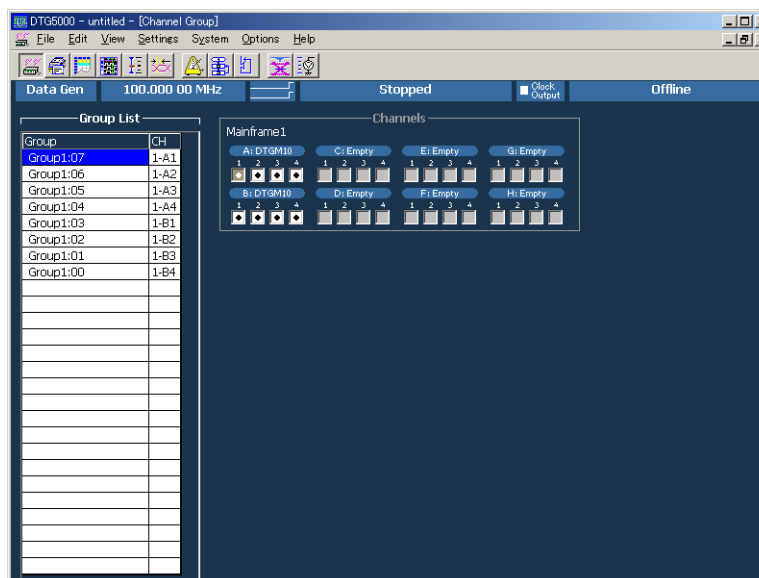 DTG5000 - untitled - [Channel Group]
File Edit View Settings System Options Help
Data Gen 100.000 00 MHz Stopped Clock Output Offline
Group List
Group CH
Group1:07 1-A1
Group1:06 1-A2
Group1:05 1-A3
Group1:04 1-A4
Group1:03 1-B1
Group1:02 1-B2
Group1:01 1-B3
Group1:00 1-B4
Channels
Mainframe1
A: DTGM10 C: Empty E: Empty G: Empty
1 2 3 4 1 2 3 4 1 2 3 4 1 2 3 4
B: DTGM10 D: Empty F: Empty H: Empty
1 2 3 4 1 2 3 4 1 2 3 4 1 2 3 4